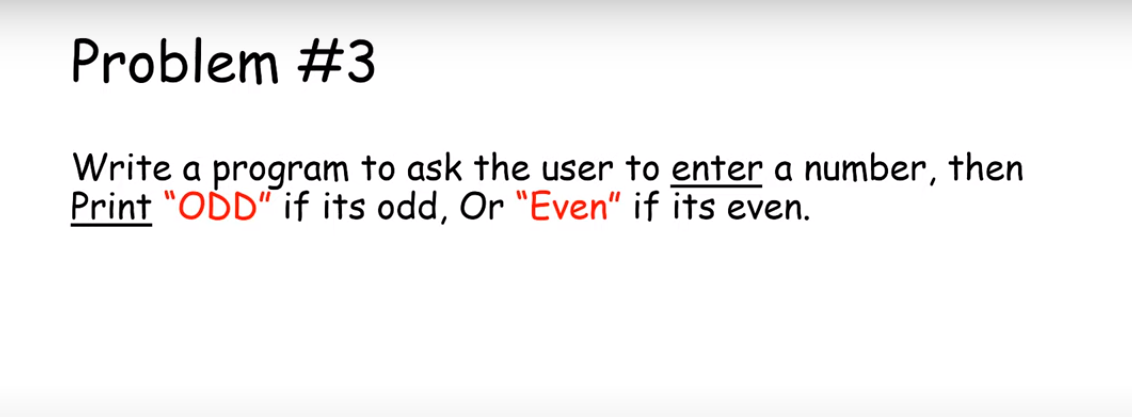 Problem #3
Write a program to ask the user to enter a number, then
Print “ODD” if its odd, Or “Even” if its even.